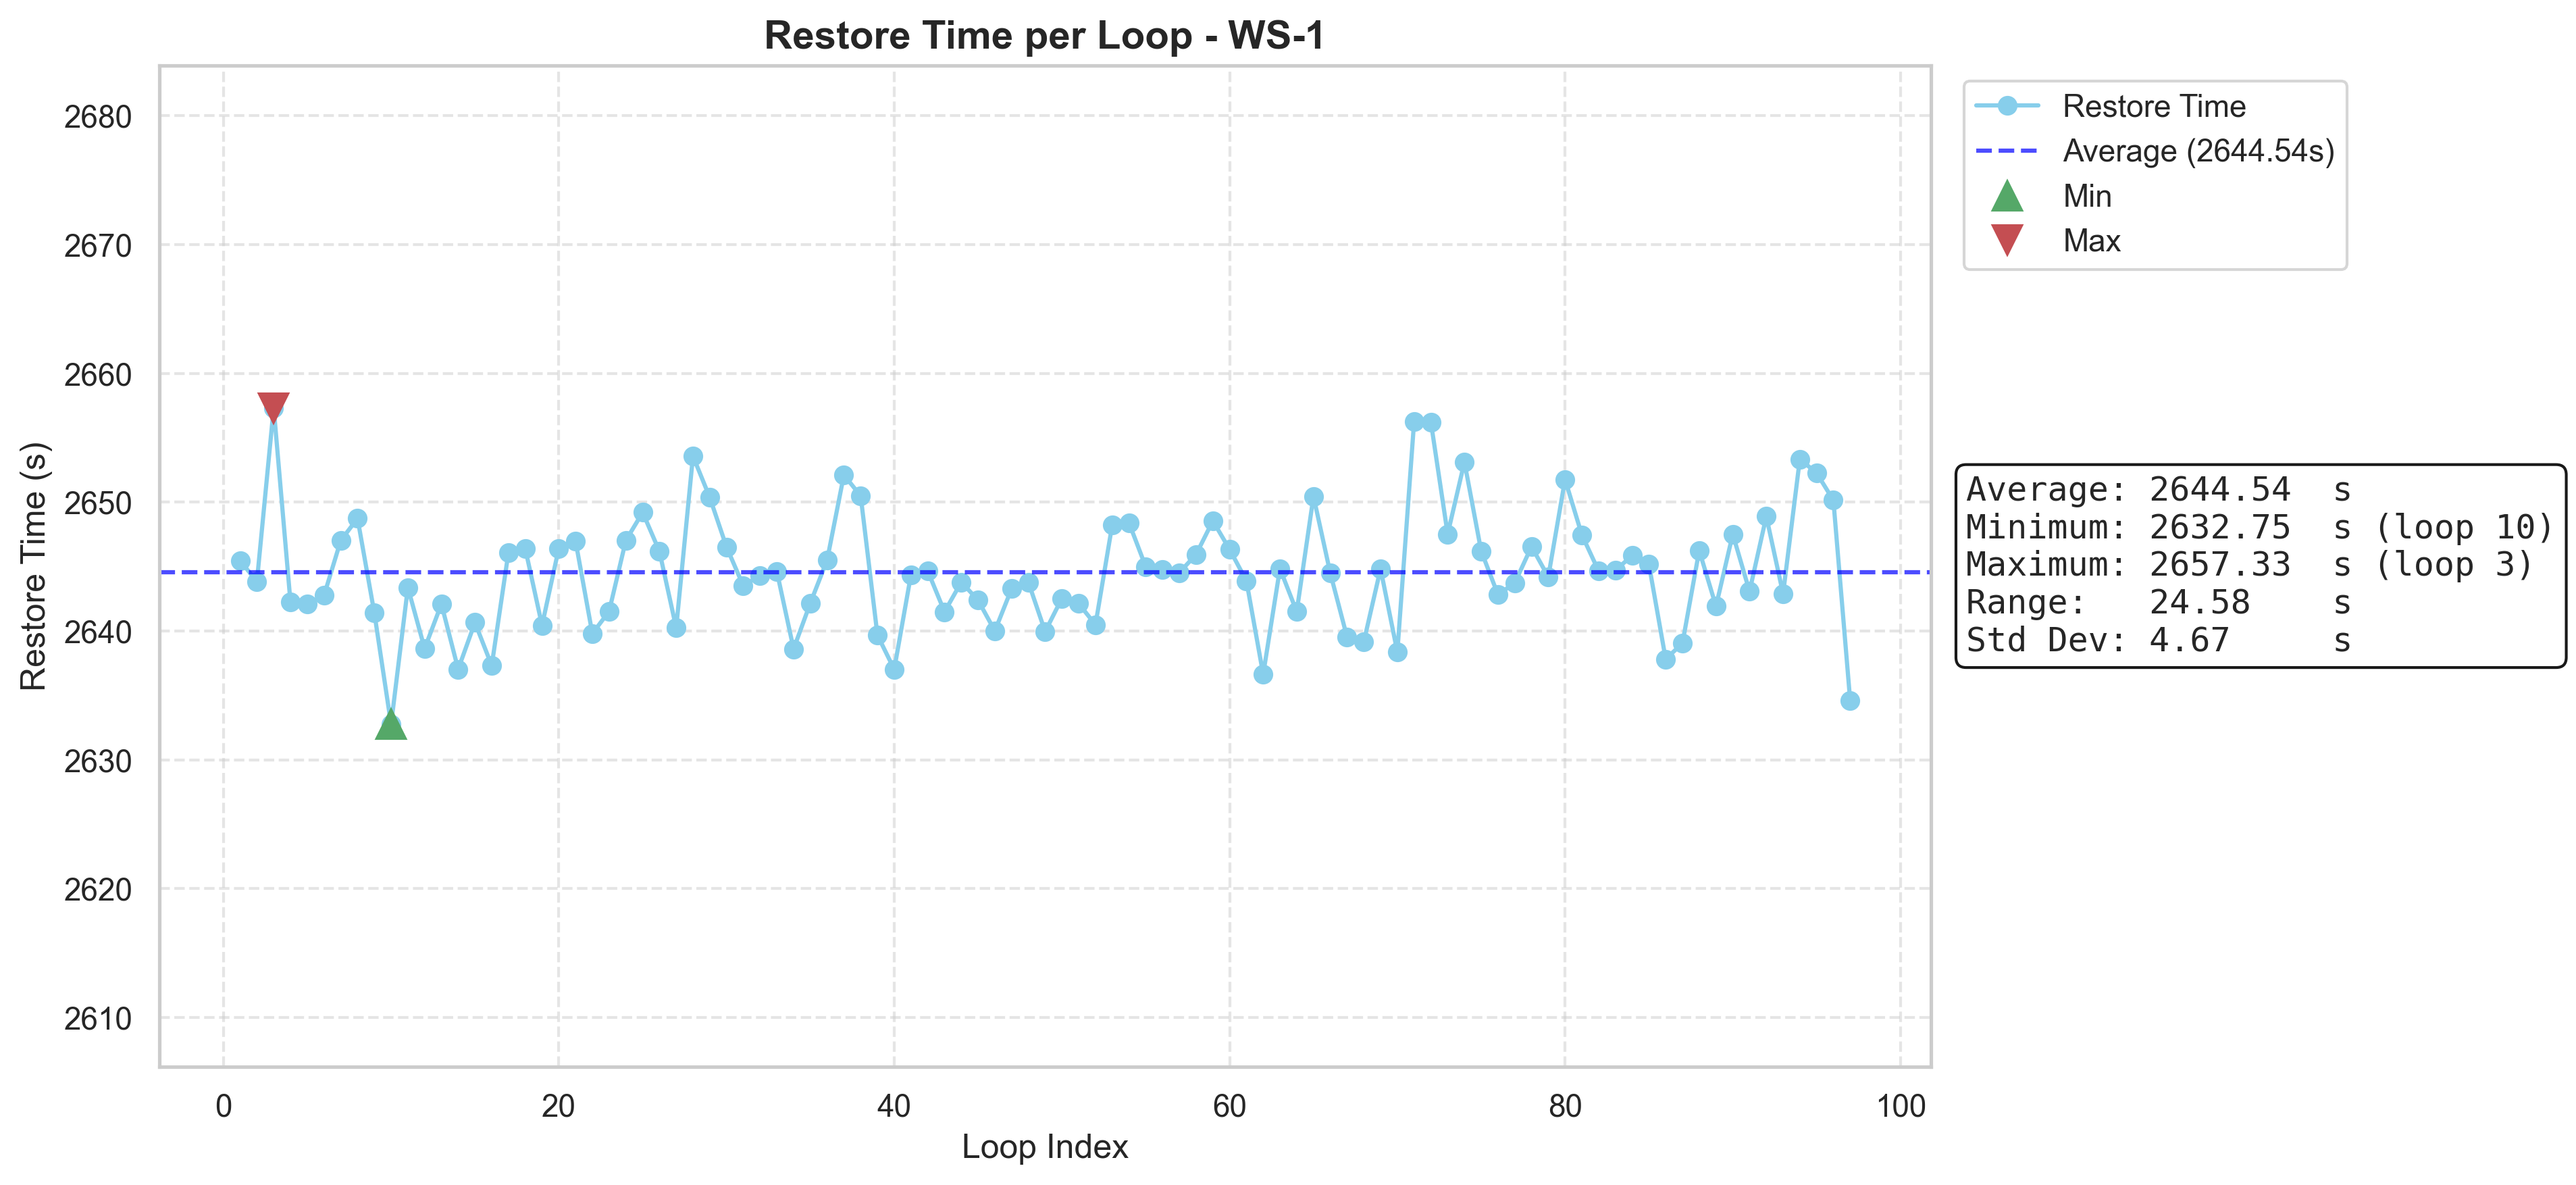 Restore Time per Loop - WS-1
Restore Time (s)
2680
2670
2660
2650
2640
2630
2620
2610
0
20
40
60
80
100
Loop Index
Restore Time
Average (2644.54s)
Min
Max
Average: 2644.54  s
Minimum: 2632.75  s (loop 10)
Maximum: 2657.33  s (loop 3)
Range:   24.58    s
Std Dev: 4.67     s